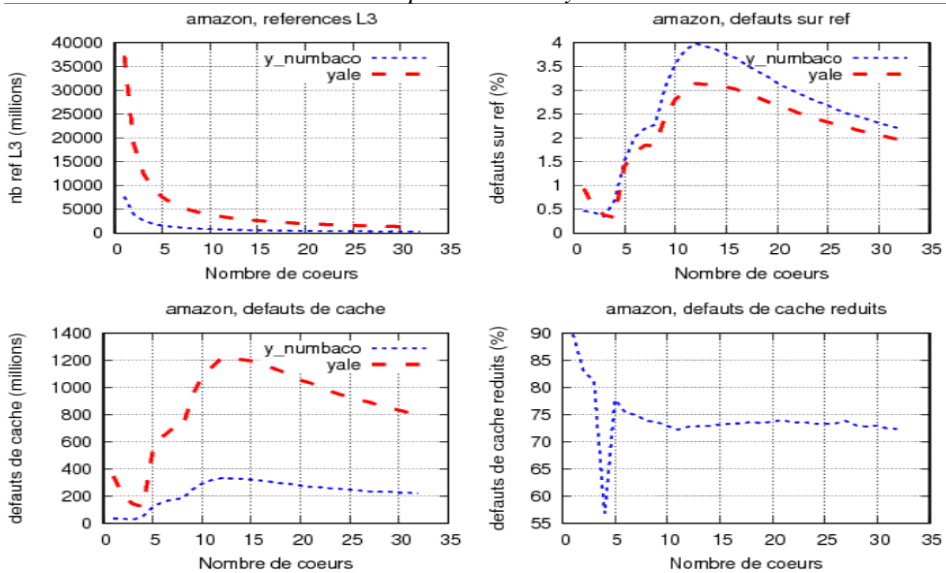 amazon, references L3
nb ref L3 (millions)
40000
35000
30000
25000
20000
15000
10000
5000
0
y_numbaco
yale
0 5 10 15 20 25 30 35
Nombre de coeurs
amazon, defauts sur ref
defauts sur ref (%)
4
3.5
3
2.5
2
1.5
1
0.5
0
y_numbaco
yale
0 5 10 15 20 25 30 35
Nombre de coeurs
amazon, defauts de cache
defauts de cache (millions)
1400
1200
1000
800
600
400
200
0
y_numbaco
yale
0 5 10 15 20 25 30 35
Nombre de coeurs
amazon, defauts de cache reduits
defauts de cache reduits (%)
90
85
80
75
70
65
60
55
0 5 10 15 20 25 30 35
Nombre de coeurs